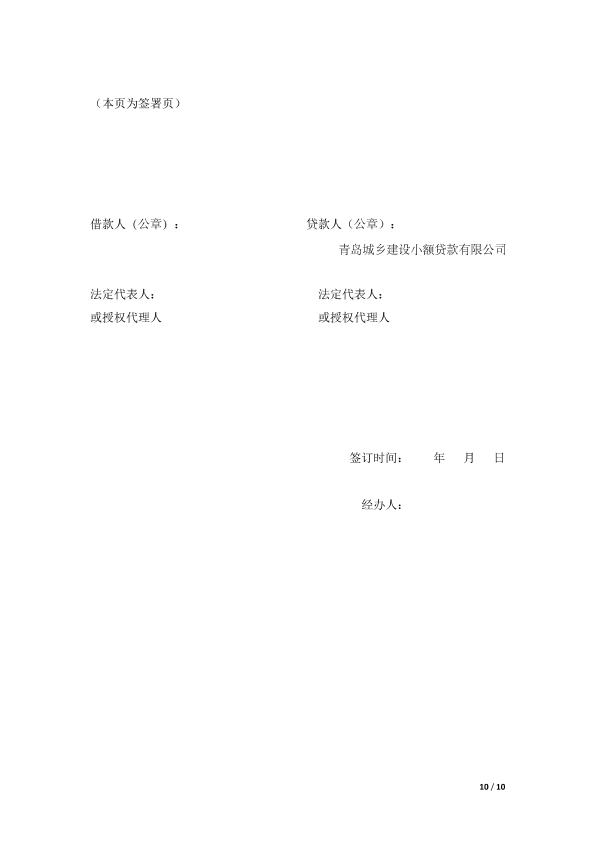 （本页为签署页）
借款人（公章）： 贷款人（公章）：
青岛城乡建设小额贷款有限公司
法定代表人： 法定代表人：
或授权代理人 或授权代理人
签订时间： 年 月 日
经办人：
10 / 10